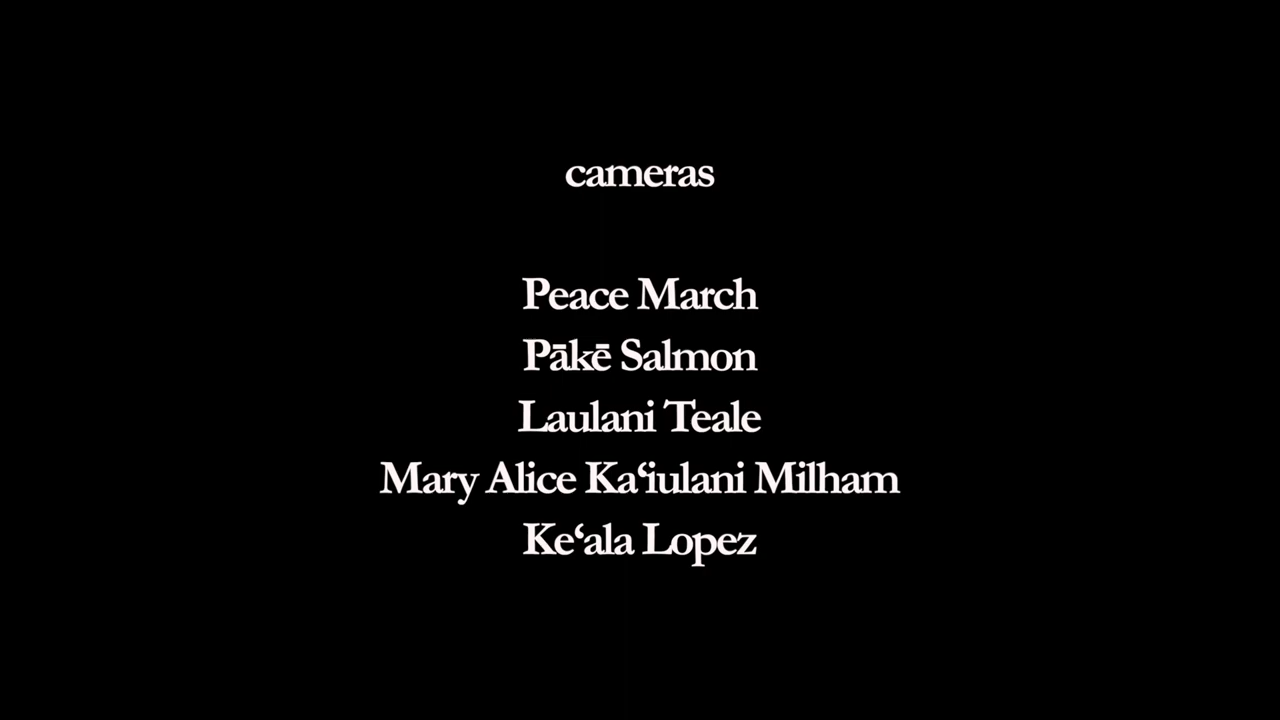 cameras
Peace March
Pākē Salmon
Laulani Teale
Mary Alice Kaʻiulani Milham
Keʻala Lopez